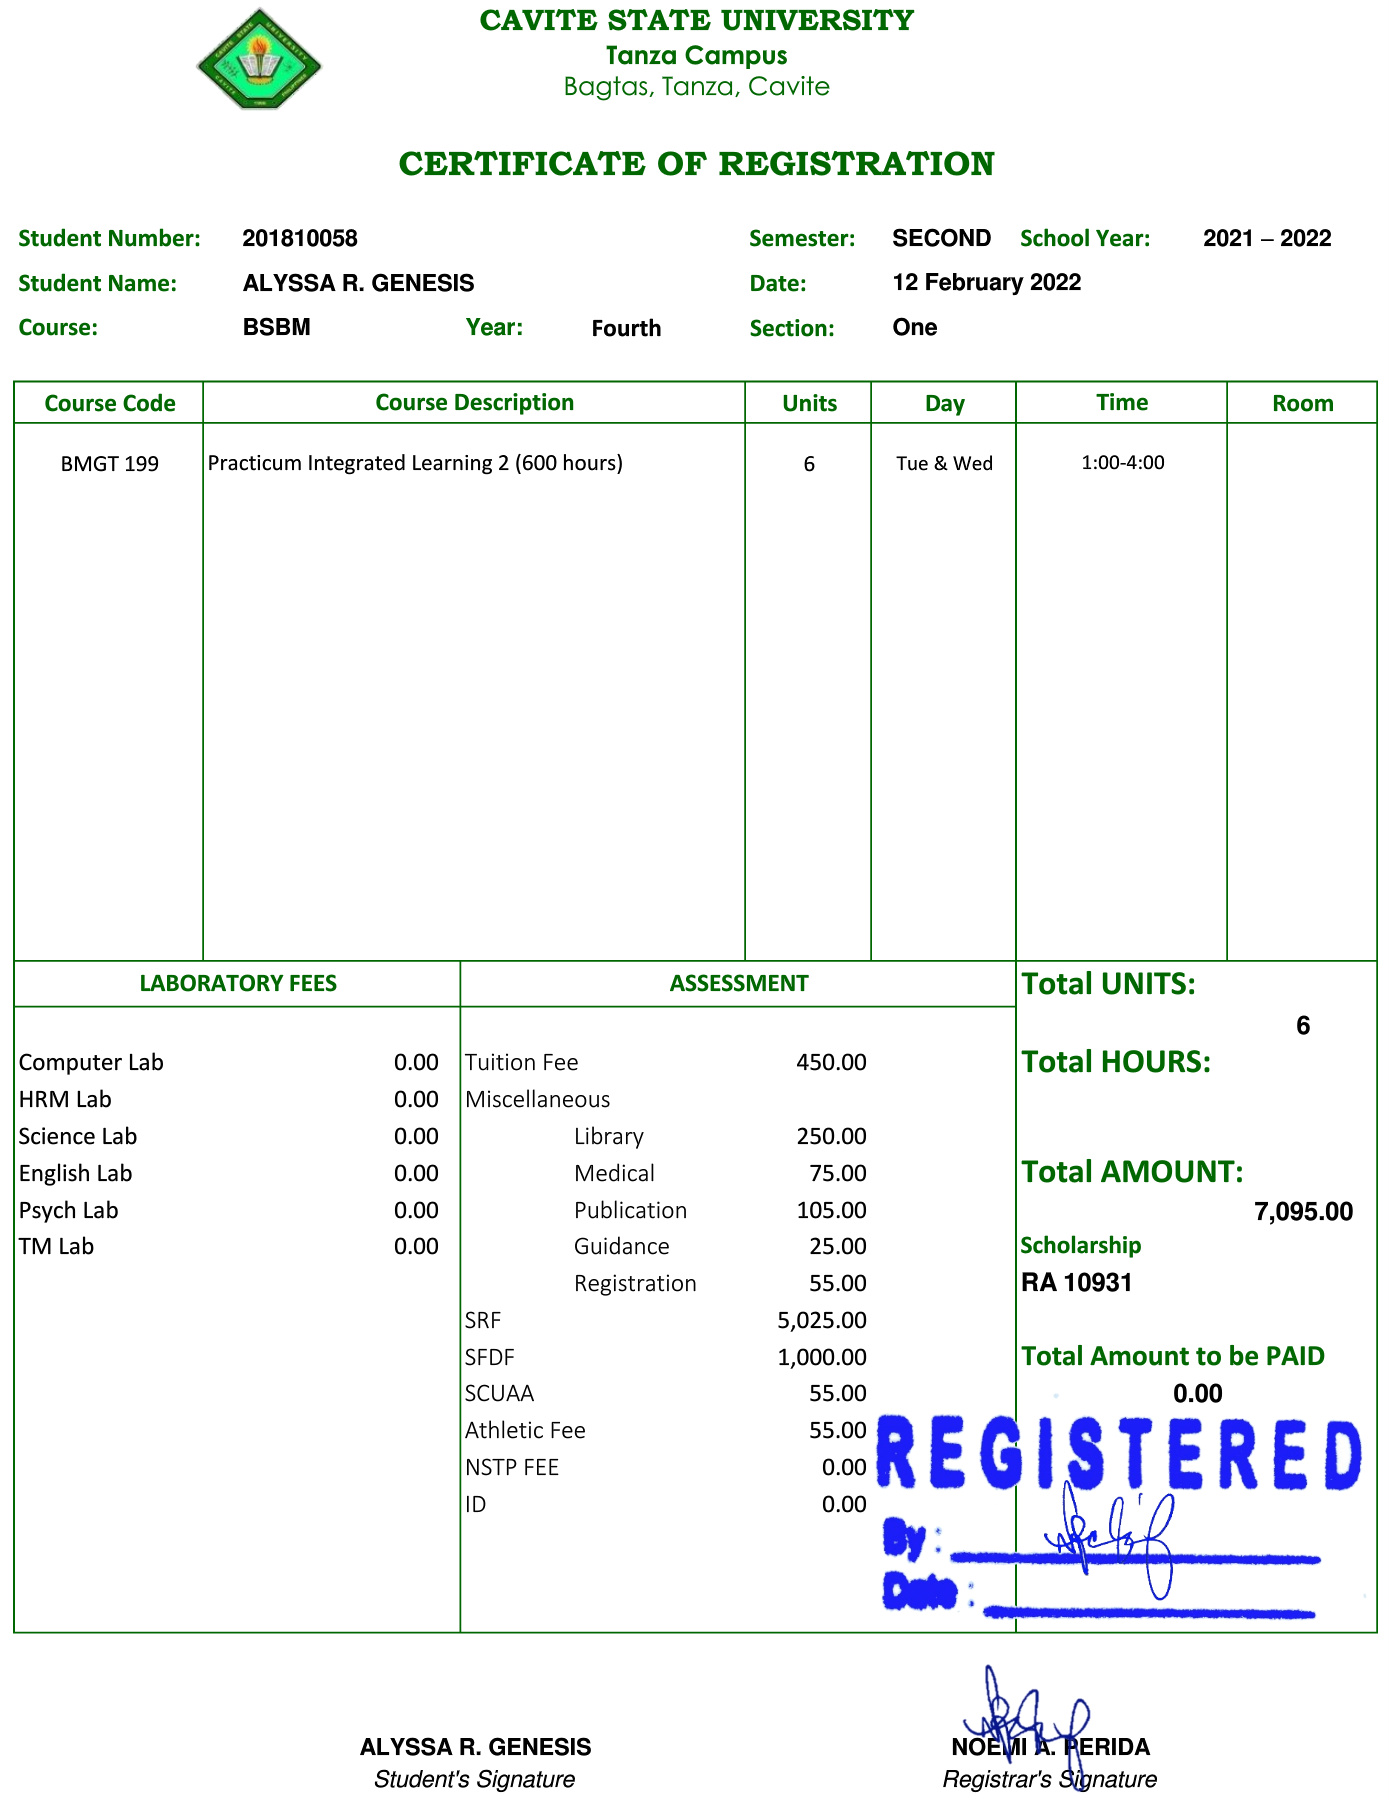 CAVITE STATE UNIVERSITY
Tanza Campus
Bagtas, Tanza, Cavite
CERTIFICATE OF REGISTRATION
Student Number: 201810058 Semester: SECOND School Year: 2021 – 2022
Student Name: ALYSSA R. GENESIS Date: 12 February 2022
Course: BSBM Year: Fourth Section: One
Course Code Course Description Units Day Time Room
BMGT 199 Practicum Integrated Learning 2 (600 hours) 6 Tue & Wed 1:00-4:00
LABORATORY FEES ASSESSMENT Total UNITS:
6
Computer Lab 0.00 Tuition Fee 450.00 Total HOURS:
HRM Lab 0.00 Miscellaneous
Science Lab 0.00 Library 250.00
English Lab 0.00 Medical 75.00 Total AMOUNT:
Psych Lab 0.00 Publication 105.00 7,095.00
TM Lab 0.00 Guidance 25.00 Scholarship
Registration 55.00 RA 10931
SRF 5,025.00
SFDF 1,000.00 Total Amount to be PAID
SCUAA 55.00 0.00
Athletic Fee 55.00 REGISTERED
NSTP FEE 0.00
ID 0.00
By:
Date:
ALYSSA R. GENESIS NOEMI A. PERIDA
Student's Signature Registrar's Signature